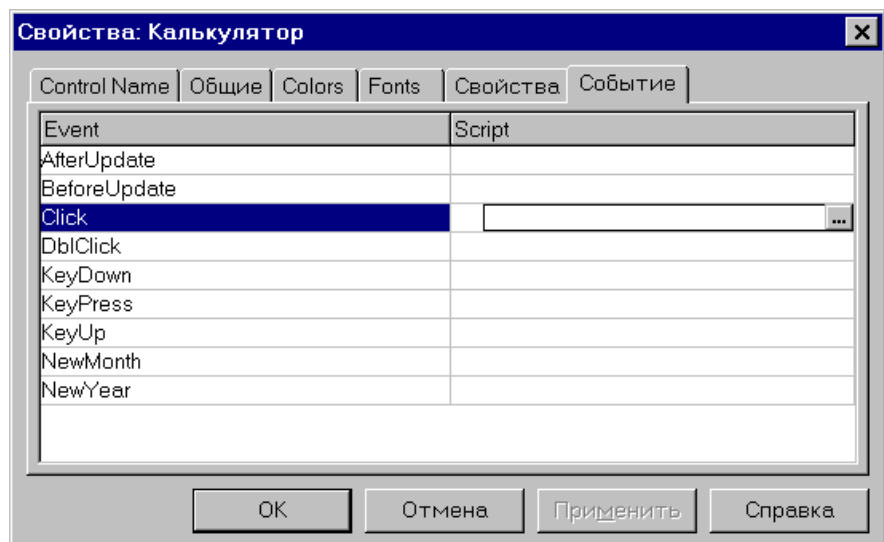 Свойства: Калькулятор
Control Name Общие Colors Fonts Свойства Событие
Event Script
AfterUpdate
BeforeUpdate
Click ...
DblClick
KeyDown
KeyPress
KeyUp
NewMonth
NewYear
OK Отмена Применить Справка